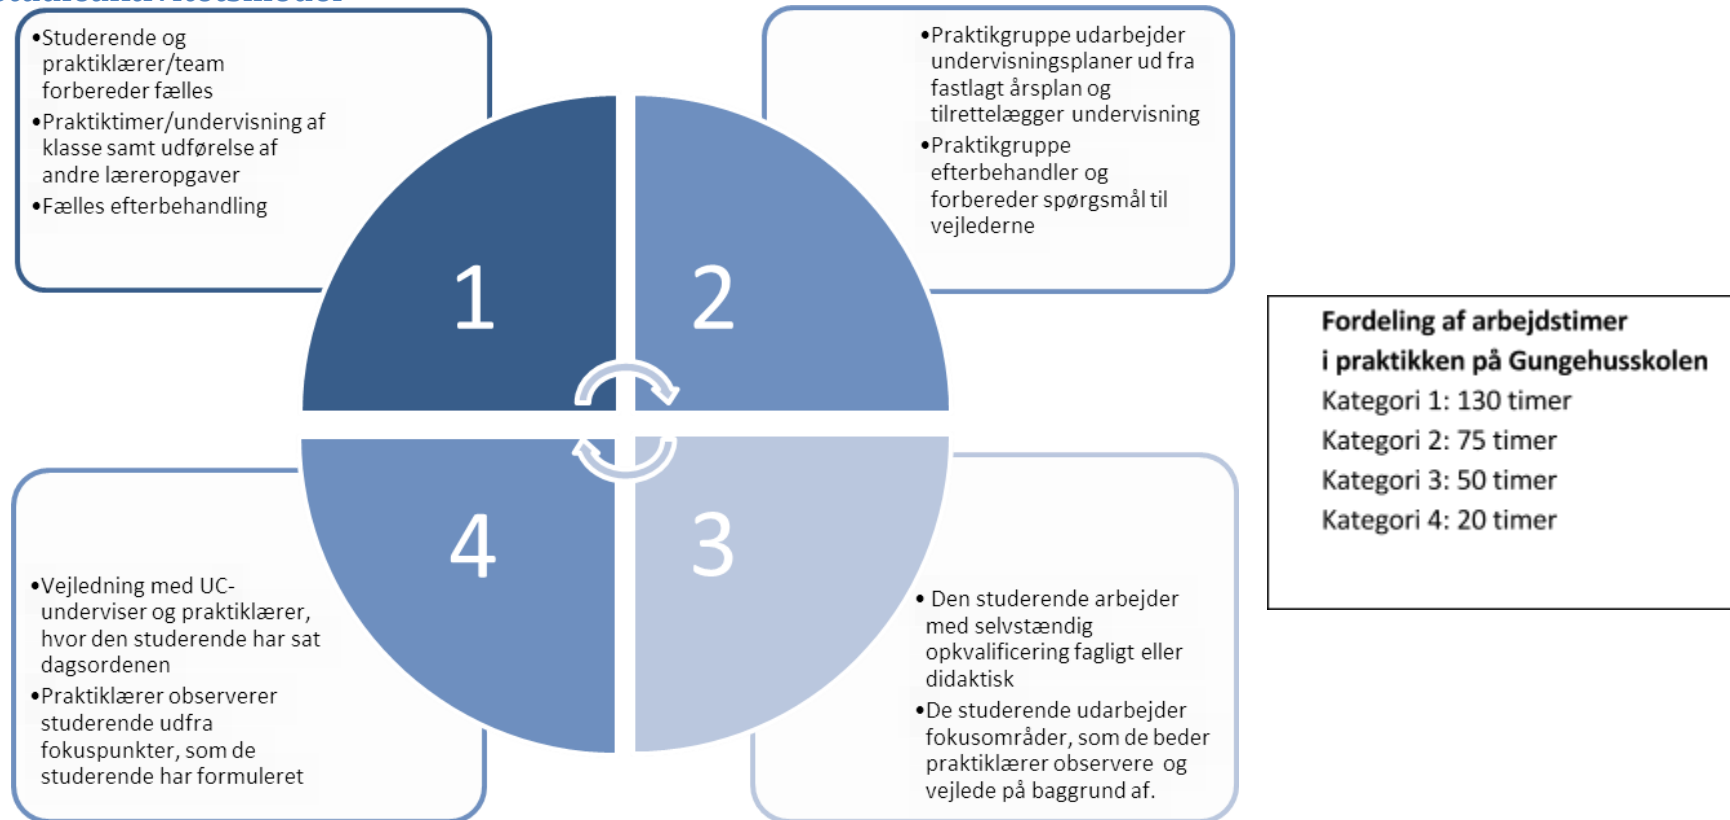 •Studerende og
praktiklærer/team
forbereder fælles
•Praktiktimer/undervisning af
klasse samt udførelse af
andre læreropgaver
•Fælles efterbehandling
1
•Praktikgruppe udarbejder
undervisningsplaner ud fra
fastlagt årsplan og
tilrettelægger undervisning
•Praktikgruppe
efterbehandler og
forbereder spørgsmål til
vejlederne
2
Fordeling af arbejdstimer
i praktikken på Gungehusskolen
Kategori 1: 130 timer
Kategori 2: 75 timer
Kategori 3: 50 timer
Kategori 4: 20 timer
4
•Vejledning med UC-
underviser og praktiklærer,
hvor den studerende har sat
dagsordenen
•Praktiklærer observerer
studerende udfra
fokuspunkter, som de
studerende har formuleret
3
• Den studerende arbejder
med selvstændig
opkvalificering fagligt eller
didaktisk
•De studerende udarbejder
fokusområder, som de beder
praktiklærer observere og
vejlede på baggrund af.